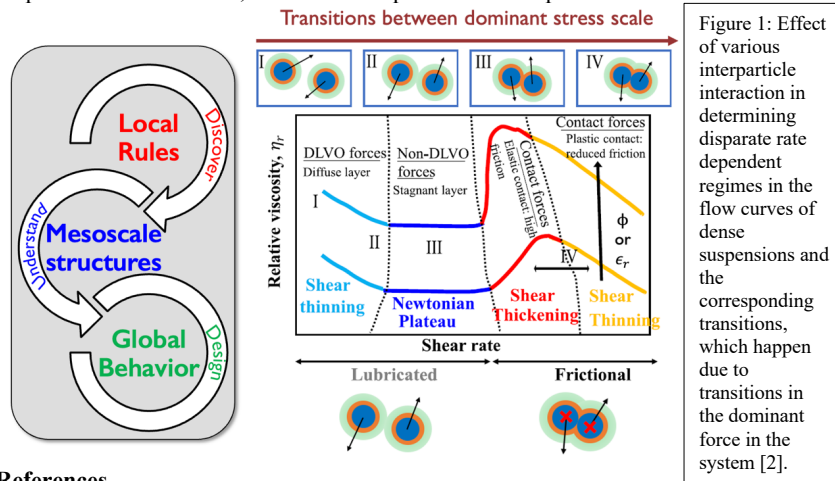 Transitions between dominant stress scale
Discover
Local
Rules
Understand
Mesoscale
structures
Global
Behavior
Design
I
II
III
IV
Relative viscosity, ηr
DLVO forces
Diffuse layer
Non-DLVO
forces
Stagnant layer
Contact forces
Elastic contact: high
friction
Contact forces
Plastic contact:
reduced friction
I
II
III
IV
ϕ
or
ϵr
Shear
thinning
Newtonian
Plateau
Shear
Thickening
Shear
Thinning
Shear rate
Lubricated
Frictional
Figure 1: Effect
of various
interparticle
interaction in
determining
disparate rate
dependent
regimes in the
flow curves of
dense
suspensions and
the
corresponding
transitions,
which happen
due to
transitions in
the dominant
force in the
system [2].
References